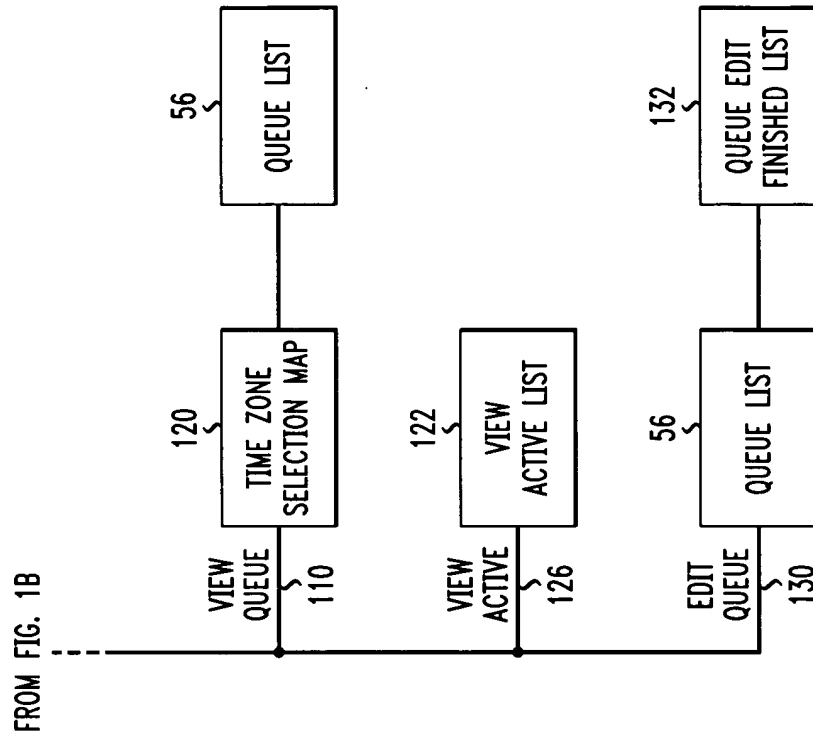 FROM FIG. 1B
VIEW
QUEUE
110
120
TIME ZONE
SELECTION MAP
56
QUEUE LIST
VIEW
ACTIVE
126
122
VIEW
ACTIVE LIST
EDIT
QUEUE
130
56
QUEUE LIST
132
QUEUE EDIT
FINISHED LIST